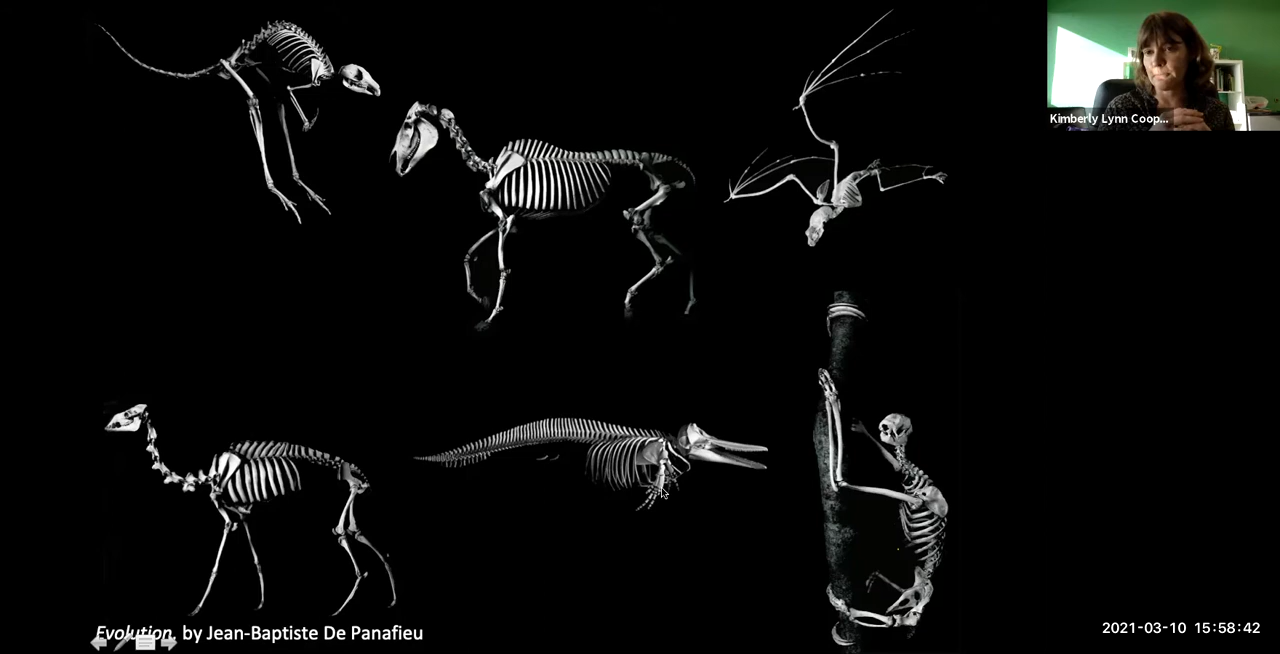 Kimberly Lynn Coop...
Evolution, by Jean-Baptiste De Panafieu
2021-03-10 15:58:42